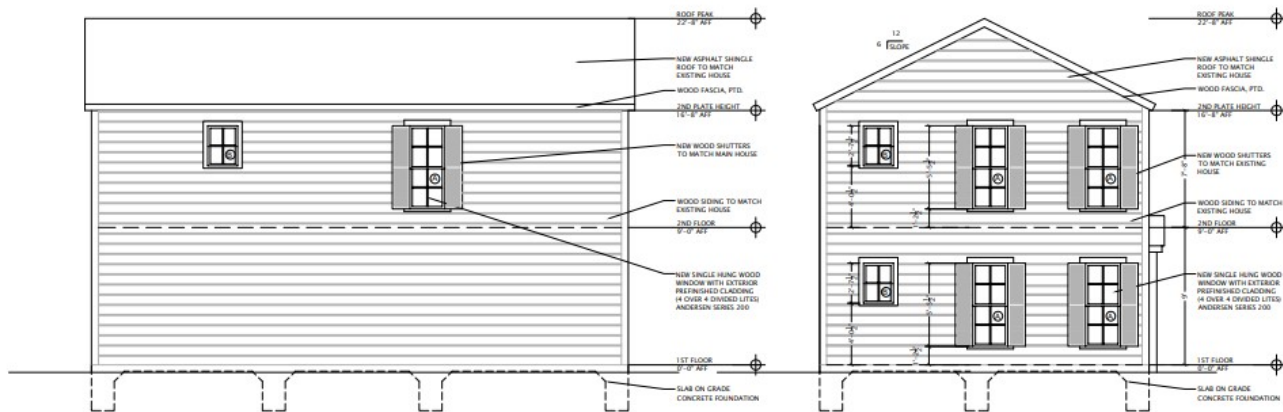 ROOF PEAK
22'-8" AFF
NEW ASPHALT SHINGLE
ROOF TO MATCH
EXISTING HOUSE
WOOD FASCIA, PTD.
2ND PLATE HEIGHT
16'-8" AFF
NEW WOOD SHUTTERS
TO MATCH MAIN HOUSE
WOOD SIDING TO MATCH
EXISTING HOUSE
2ND FLOOR
9'-0" AFF
NEW SINGLE HUNG WOOD
WINDOW WITH EXTERIOR
PREFINISHED CLADDING
(4 OVER 4 DIVIDED LITES)
ANDERSEN SERIES 200
1ST FLOOR
0'-0" AFF
SLAB ON GRADE
CONCRETE FOUNDATION
A
12
6
SLOPE
ROOF PEAK
22'-8" AFF
NEW ASPHALT SHINGLE
ROOF TO MATCH
EXISTING HOUSE
WOOD FASCIA, PTD.
2ND PLATE HEIGHT
16'-8" AFF
NEW WOOD SHUTTERS
TO MATCH EXISTING
HOUSE
WOOD SIDING TO MATCH
EXISTING HOUSE
2ND FLOOR
9'-0" AFF
NEW SINGLE HUNG WOOD
WINDOW WITH EXTERIOR
PREFINISHED CLADDING
(4 OVER 4 DIVIDED LITES)
ANDERSEN SERIES 200
1ST FLOOR
0'-0" AFF
SLAB ON GRADE
CONCRETE FOUNDATION
7'-8"
9'
A
A
A
A